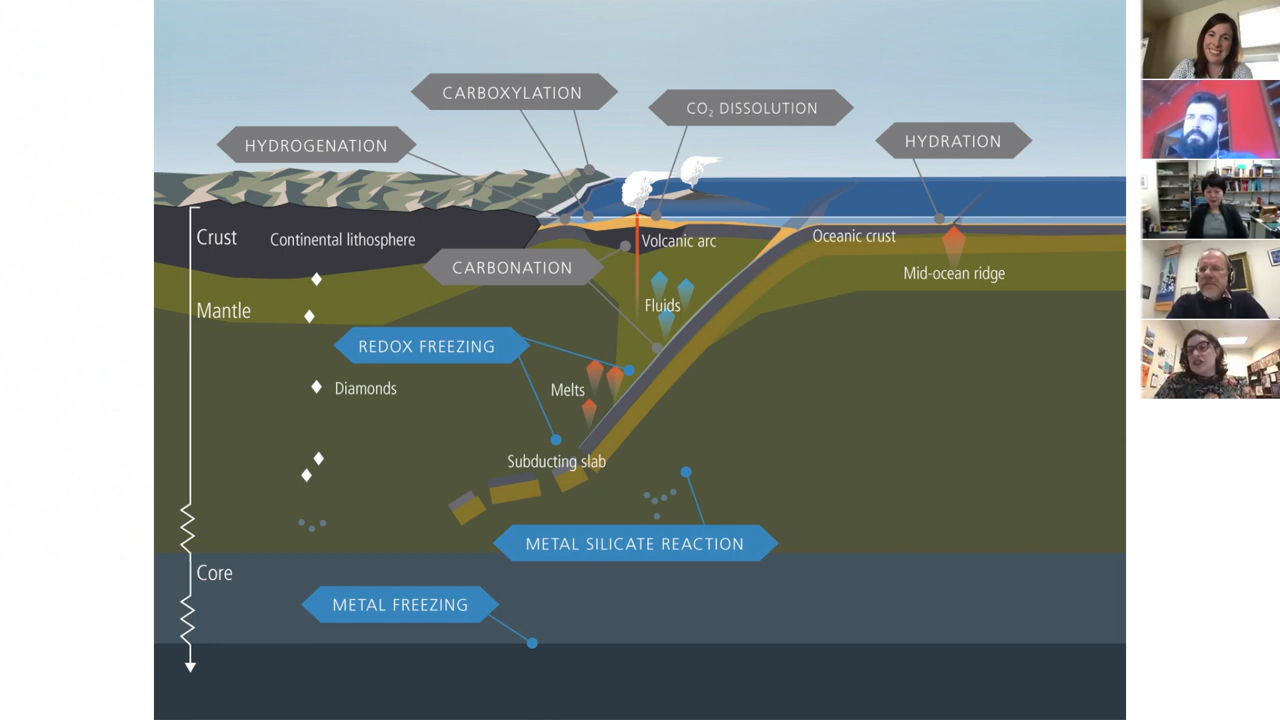 CARBOXYLATION
CO₂ DISSOLUTION
HYDROGENATION
HYDRATION
Crust
Continental lithosphere
Volcanic arc
Oceanic crust
CARBONATION
Mid-ocean ridge
Mantle
Fluids
REDOX FREEZING
Diamonds
Melts
Subducting slab
METAL SILICATE REACTION
Core
METAL FREEZING